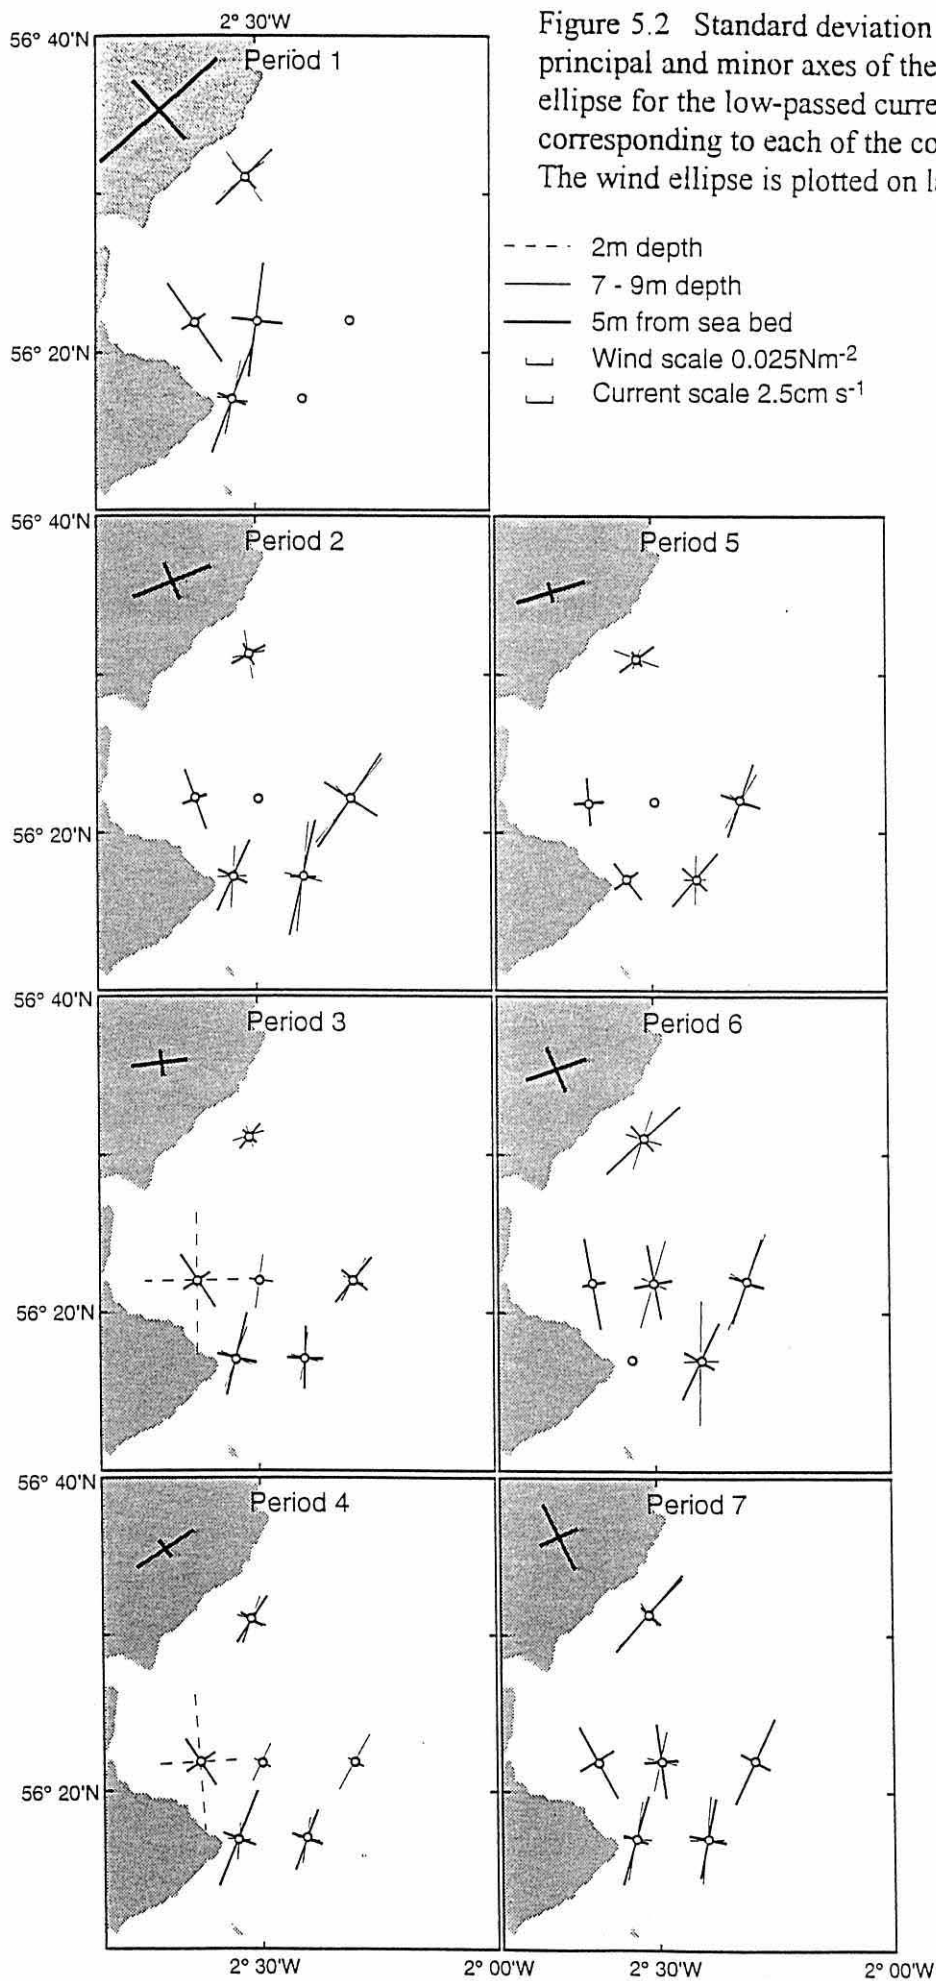 2° 30'W
Figure 5.2 Standard deviation
principal and minor axes of the
ellipse for the low-passed curre
corresponding to each of the co
The wind ellipse is plotted on l
56° 40'N
Period 1
2m depth
7 - 9m depth
5m from sea bed
Wind scale 0.025Nm-2
Current scale 2.5cm s-1
56° 20'N
56° 40'N
Period 2
Period 5
56° 20'N
56° 40'N
Period 3
Period 6
56° 20'N
56° 40'N
Period 4
Period 7
56° 20'N
2° 30'W
2° 00'W
2° 30'W
2° 00'W